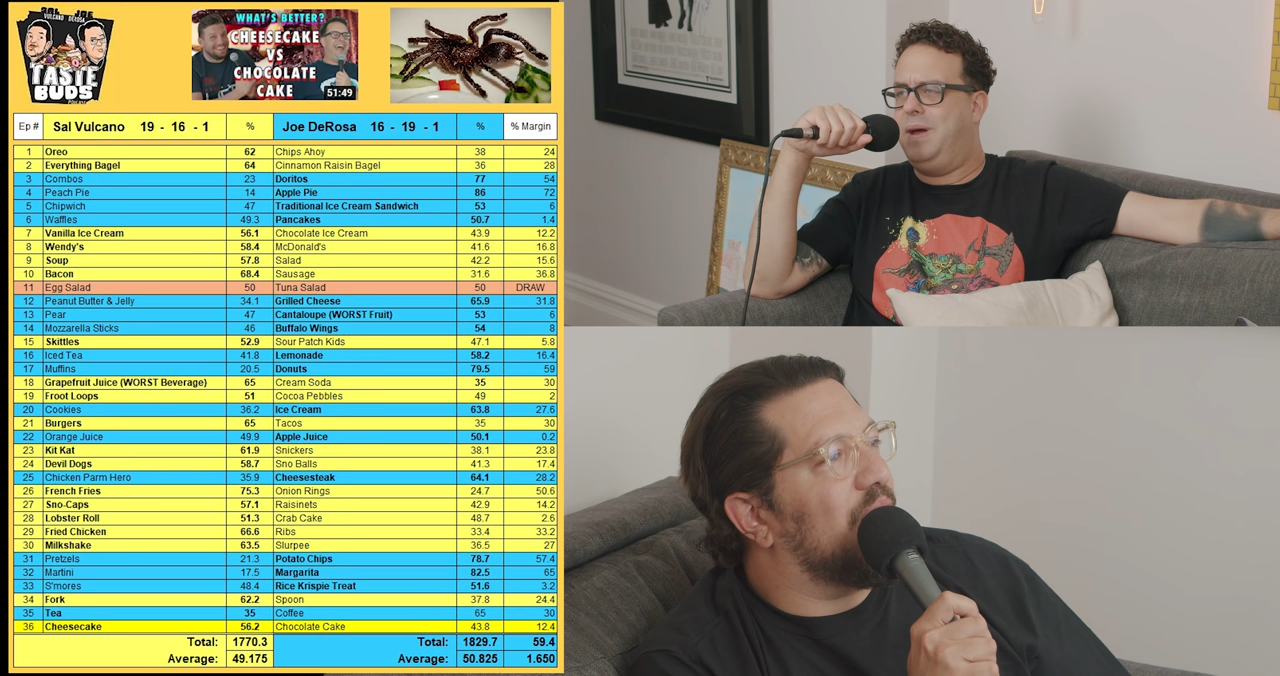 SAL JOE
VULCANO DEROSA
TASTE
BUDS
PODCAST
WHAT'S BETTER?
CHEESECAKE
VS
CHOCOLATE
CAKE
51:49
Ep # Sal Vulcano 19 - 16 - 1 % Joe DeRosa 16 - 19 - 1 % % Margin
1 Oreo 62 Chips Ahoy 38 24
2 Everything Bagel 64 Cinnamon Raisin Bagel 36 28
3 Combos 23 Doritos 77 54
4 Peach Pie 14 Apple Pie 86 72
5 Chipwich 47 Traditional Ice Cream Sandwich 53 6
6 Waffles 49.3 Pancakes 50.7 1.4
7 Vanilla Ice Cream 56.1 Chocolate Ice Cream 43.9 12.2
8 Wendy's 58.4 McDonald's 41.6 16.8
9 Soup 57.8 Salad 42.2 15.6
10 Bacon 68.4 Sausage 31.6 36.8
11 Egg Salad 50 Tuna Salad 50 DRAW
12 Peanut Butter & Jelly 34.1 Grilled Cheese 65.9 31.8
13 Pear 47 Cantaloupe (WORST Fruit) 53 6
14 Mozzarella Sticks 46 Buffalo Wings 54 8
15 Skittles 52.9 Sour Patch Kids 47.1 5.8
16 Iced Tea 41.8 Lemonade 58.2 16.4
17 Muffins 20.5 Donuts 79.5 59
18 Grapefruit Juice (WORST Beverage) 65 Cream Soda 35 30
19 Froot Loops 51 Cocoa Pebbles 49 2
20 Cookies 36.2 Ice Cream 63.8 27.6
21 Burgers 65 Tacos 35 30
22 Orange Juice 49.9 Apple Juice 50.1 0.2
23 Kit Kat 61.9 Snickers 38.1 23.8
24 Devil Dogs 58.7 Sno Balls 41.3 17.4
25 Chicken Parm Hero 35.9 Cheesesteak 64.1 28.2
26 French Fries 75.3 Onion Rings 24.7 50.6
27 Sno-Caps 57.1 Raisinets 42.9 14.2
28 Lobster Roll 51.3 Crab Cake 48.7 2.6
29 Fried Chicken 66.6 Ribs 33.4 33.2
30 Milkshake 63.5 Slurpee 36.5 27
31 Pretzels 21.3 Potato Chips 78.7 57.4
32 Martini 17.5 Margarita 82.5 65
33 S'mores 48.4 Rice Krispie Treat 51.6 3.2
34 Fork 62.2 Spoon 37.8 24.4
35 Tea 35 Coffee 65 30
36 Cheesecake 56.2 Chocolate Cake 43.8 12.4
Total: 1770.3 Total: 1829.7 59.4
Average: 49.175 Average: 50.825 1.650